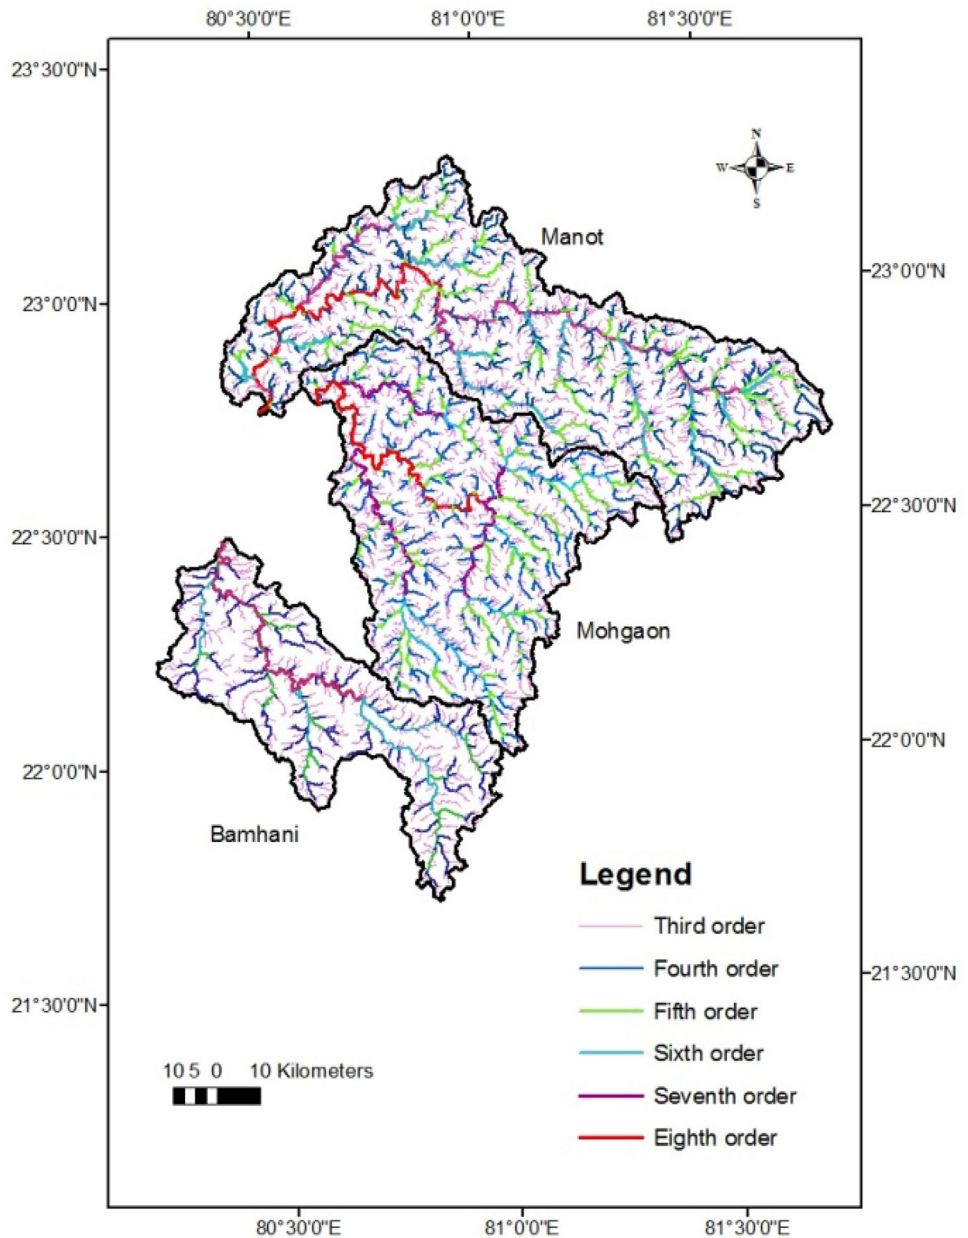 80°30'0"E 81°0'0"E 81°30'0"E
23°30'0"N
N
W E
S
Manot
23°0'0"N
23°0'0"N
22°30'0"N
22°30'0"N
Mohgaon
22°0'0"N
22°0'0"N
Bamhani
Legend
Third order
Fourth order
21°30'0"N
21°30'0"N
Fifth order
Sixth order
10 5 0 10 Kilometers
Seventh order
Eighth order
80°30'0"E 81°0'0"E 81°30'0"E